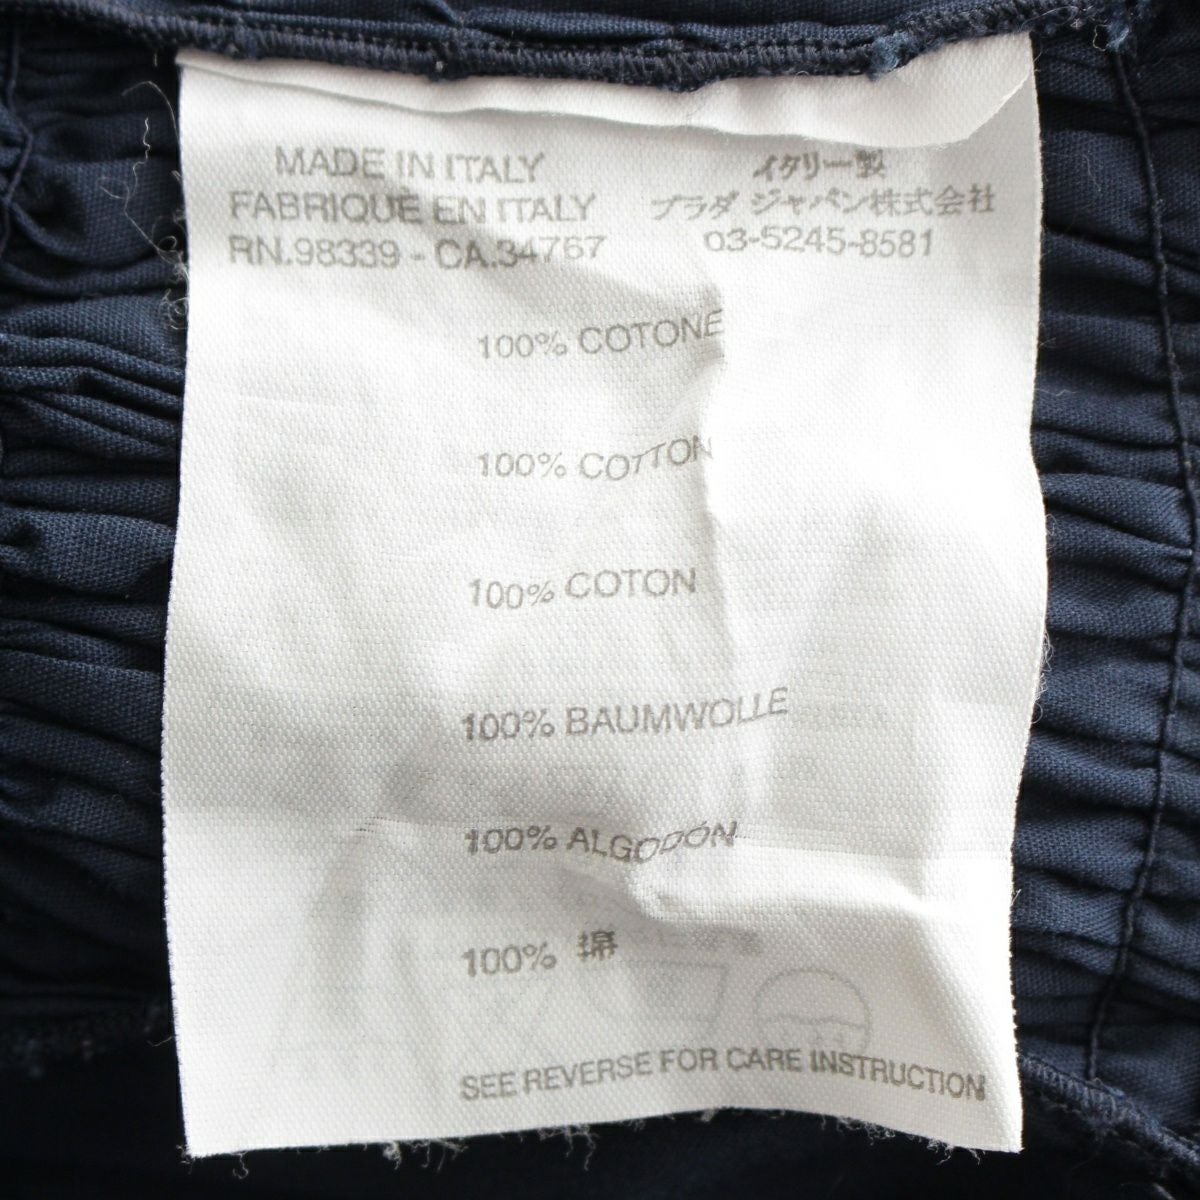 MADE IN ITALY
FABRIQUÉ EN ITALY
RN.98339 - CA.34767
イタリー製
プラダ ジャパン株式会社
03-5245-8581
100% COTONE
100% COTTON
100% COTON
100% BAUMWOLLE
100% ALGODÓN
100% 綿
SEE REVERSE FOR CARE INSTRUCTION